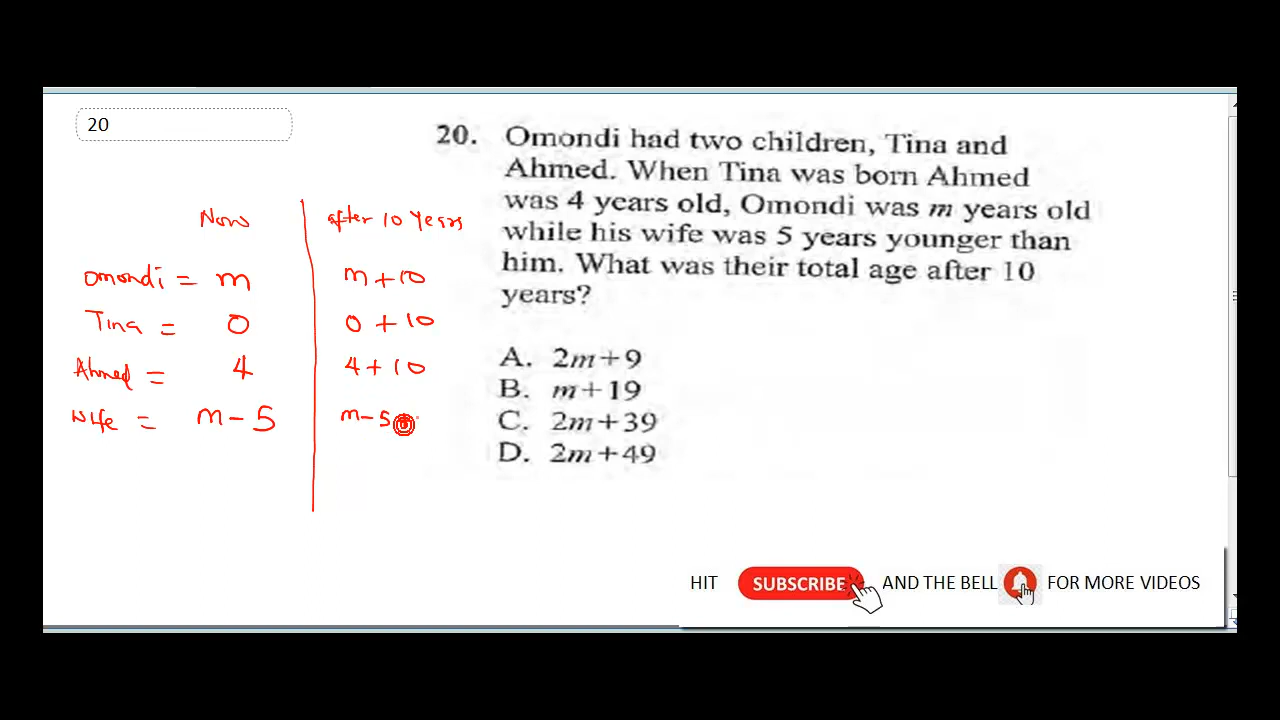 20
20. Omondi had two children, Tina and
Ahmed. When Tina was born Ahmed
was 4 years old, Omondi was m years old
while his wife was 5 years younger than
him. What was their total age after 10
years?
A. 2m+9
B. m+19
C. 2m+39
D. 2m+49
Now after 10 years
Omondi = m m+10
Tina = 0 0 + 10
Ahmed = 4 4 + 10
Wife = m - 5 m - 5
HIT SUBSCRIBE AND THE BELL FOR MORE VIDEOS